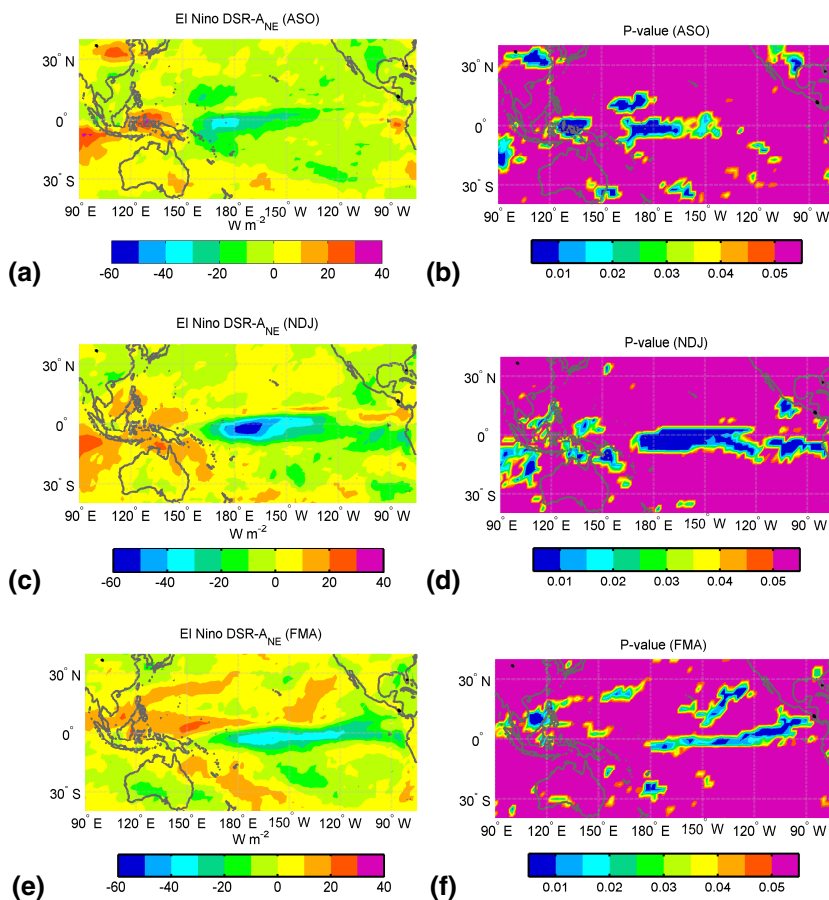 El Nino DSR-A_NE (ASO)
30° N
0°
30° S
90° E 120° E 150° E 180° W 150° W 120° W 90° W
W m-2
(a)
-60 -40 -20 0 20 40
P-value (ASO)
30° N
0°
30° S
90° E 120° E 150° E 180° W 150° W 120° W 90° W
(b)
0.01 0.02 0.03 0.04 0.05
El Nino DSR-A_NE (NDJ)
30° N
0°
30° S
90° E 120° E 150° E 180° W 150° W 120° W 90° W
W m-2
(c)
-60 -40 -20 0 20 40
P-value (NDJ)
30° N
0°
30° S
90° E 120° E 150° E 180° W 150° W 120° W 90° W
(d)
0.01 0.02 0.03 0.04 0.05
El Nino DSR-A_NE (FMA)
30° N
0°
30° S
90° E 120° E 150° E 180° W 150° W 120° W 90° W
W m-2
(e)
-60 -40 -20 0 20 40
P-value (FMA)
30° N
0°
30° S
90° E 120° E 150° E 180° W 150° W 120° W 90° W
(f)
0.01 0.02 0.03 0.04 0.05